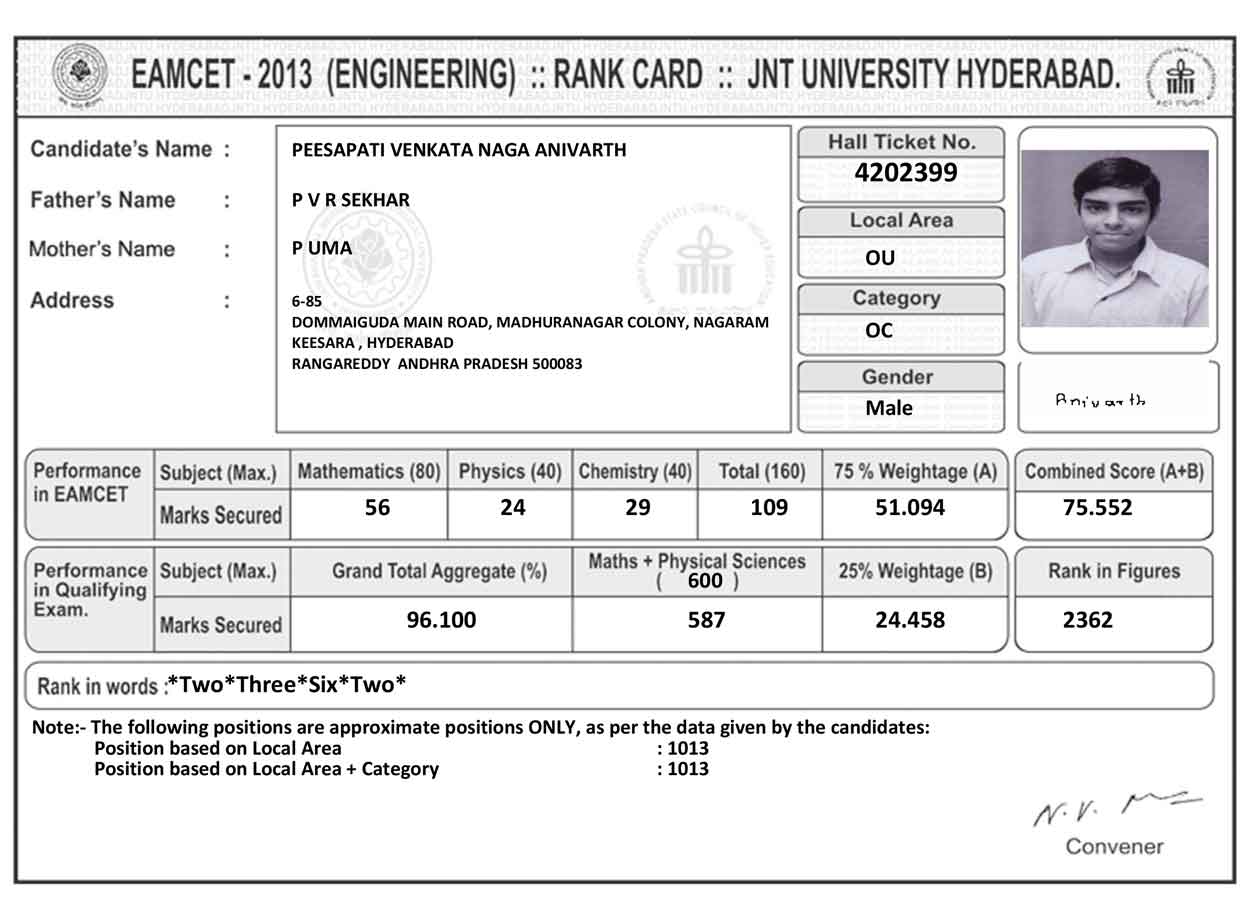 EAMCET - 2013 (ENGINEERING) :: RANK CARD :: JNT UNIVERSITY HYDERABAD.
Candidate's Name : PEESAPATI VENKATA NAGA ANIVARTH
Father's Name : P V R SEKHAR
Mother's Name : P UMA
Address : 6-85
DOMMAIGUDA MAIN ROAD, MADHURANAGAR COLONY, NAGARAM
KEESARA , HYDERABAD
RANGAREDDY ANDHRA PRADESH 500083
Hall Ticket No.
4202399
Local Area
OU
Category
OC
Gender
Male
Anivarth
Performance in EAMCET
Subject (Max.) Mathematics (80) Physics (40) Chemistry (40) Total (160) 75 % Weightage (A) Combined Score (A+B)
Marks Secured 56 24 29 109 51.094 75.552
Performance in Qualifying Exam.
Subject (Max.) Grand Total Aggregate (%) Maths + Physical Sciences ( 600 ) 25% Weightage (B) Rank in Figures
Marks Secured 96.100 587 24.458 2362
Rank in words :*Two*Three*Six*Two*
Note:- The following positions are approximate positions ONLY, as per the data given by the candidates:
Position based on Local Area : 1013
Position based on Local Area + Category : 1013
N.V.
Convener